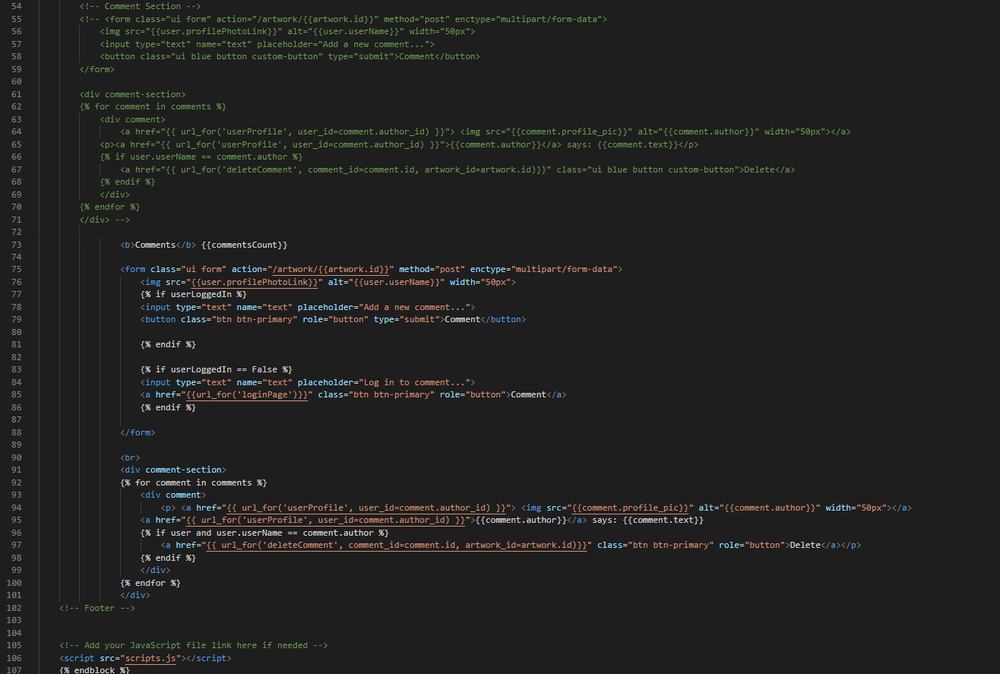 54 <!-- Comment Section -->
55 <!-- <form class="ui form" action="/artwork/{{artwork.id}}" method="post" enctype="multipart/form-data">
56 <img src="{{user.profilePhotoLink}}" alt="{{user.userName}}" width="50px">
57 <input type="text" name="text" placeholder="Add a new comment...">
58 <button class="ui blue button custom-button" type="submit">Comment</button>
59 </form>
60
61 <div comment-section>
62 {% for comment in comments %}
63 <div comment>
64 <a href="{{ url_for('userProfile', user_id=comment.author_id) }}"> <img src="{{comment.profile_pic}}" alt="{{comment.author}}" width="50px"></a>
65 <p><a href="{{ url_for('userProfile', user_id=comment.author_id) }}">{{comment.author}}</a> says: {{comment.text}}</p>
66 {% if user.userName == comment.author %}
67 <a href="{{ url_for('deleteComment', comment_id=comment.id, artwork_id=artwork.id)}}" class="ui blue button custom-button">Delete</a>
68 {% endif %}
69 </div>
70 {% endfor %}
71 </div> -->
72
73 <b>Comments</b> {{commentsCount}}
74
75 <form class="ui form" action="/artwork/{{artwork.id}}" method="post" enctype="multipart/form-data">
76 <img src="{{user.profilePhotoLink}}" alt="{{user.userName}}" width="50px">
77 {% if userLoggedIn %}
78 <input type="text" name="text" placeholder="Add a new comment...">
79 <button class="btn btn-primary" role="button" type="submit">Comment</button>
80
81 {% endif %}
82
83 {% if userLoggedIn == False %}
84 <input type="text" name="text" placeholder="Log in to comment...">
85 <a href="{{url_for('loginPage')}}" class="btn btn-primary" role="button">Comment</a>
86 {% endif %}
87
88 </form>
89
90 <br>
91 <div comment-section>
92 {% for comment in comments %}
93 <div comment>
94 <p> <a href="{{ url_for('userProfile', user_id=comment.author_id) }}"> <img src="{{comment.profile_pic}}" alt="{{comment.author}}" width="50px"></a>
95 <a href="{{ url_for('userProfile', user_id=comment.author_id) }}">{{comment.author}}</a> says: {{comment.text}}
96 {% if user and user.userName == comment.author %}
97 <a href="{{ url_for('deleteComment', comment_id=comment.id, artwork_id=artwork.id)}}" class="btn btn-primary" role="button">Delete</a></p>
98 {% endif %}
99 </div>
100 {% endfor %}
101 </div>
102 <!-- Footer -->
103
104
105 <!-- Add your JavaScript file link here if needed -->
106 <script src="scripts.js"></script>
107 {% endblock %}